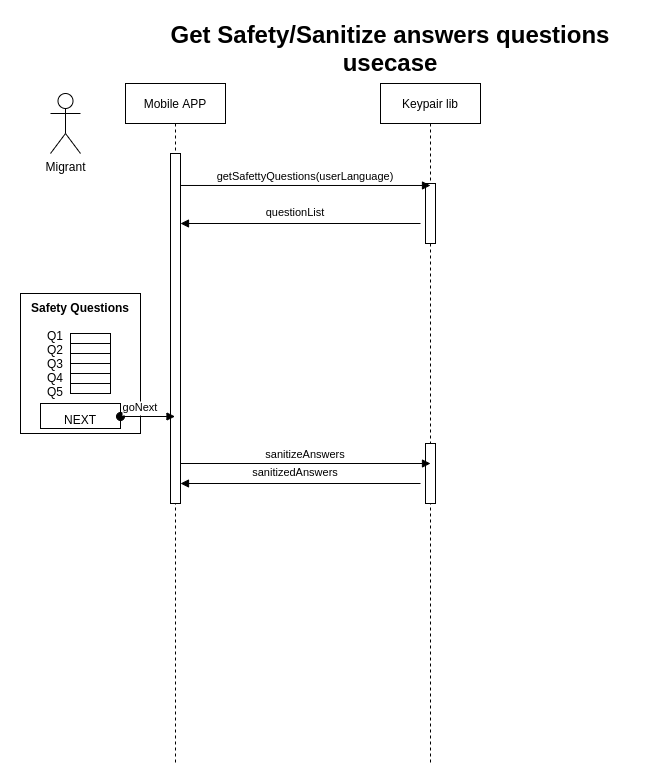 Get Safety/Sanitize answers questions
usecase
Mobile APP
Keypair lib
Migrant
getSafettyQuestions(userLanguage)
questionList
Safety Questions
Q1
Q2
Q3
Q4
Q5
goNext
NEXT
sanitizeAnswers
sanitizedAnswers